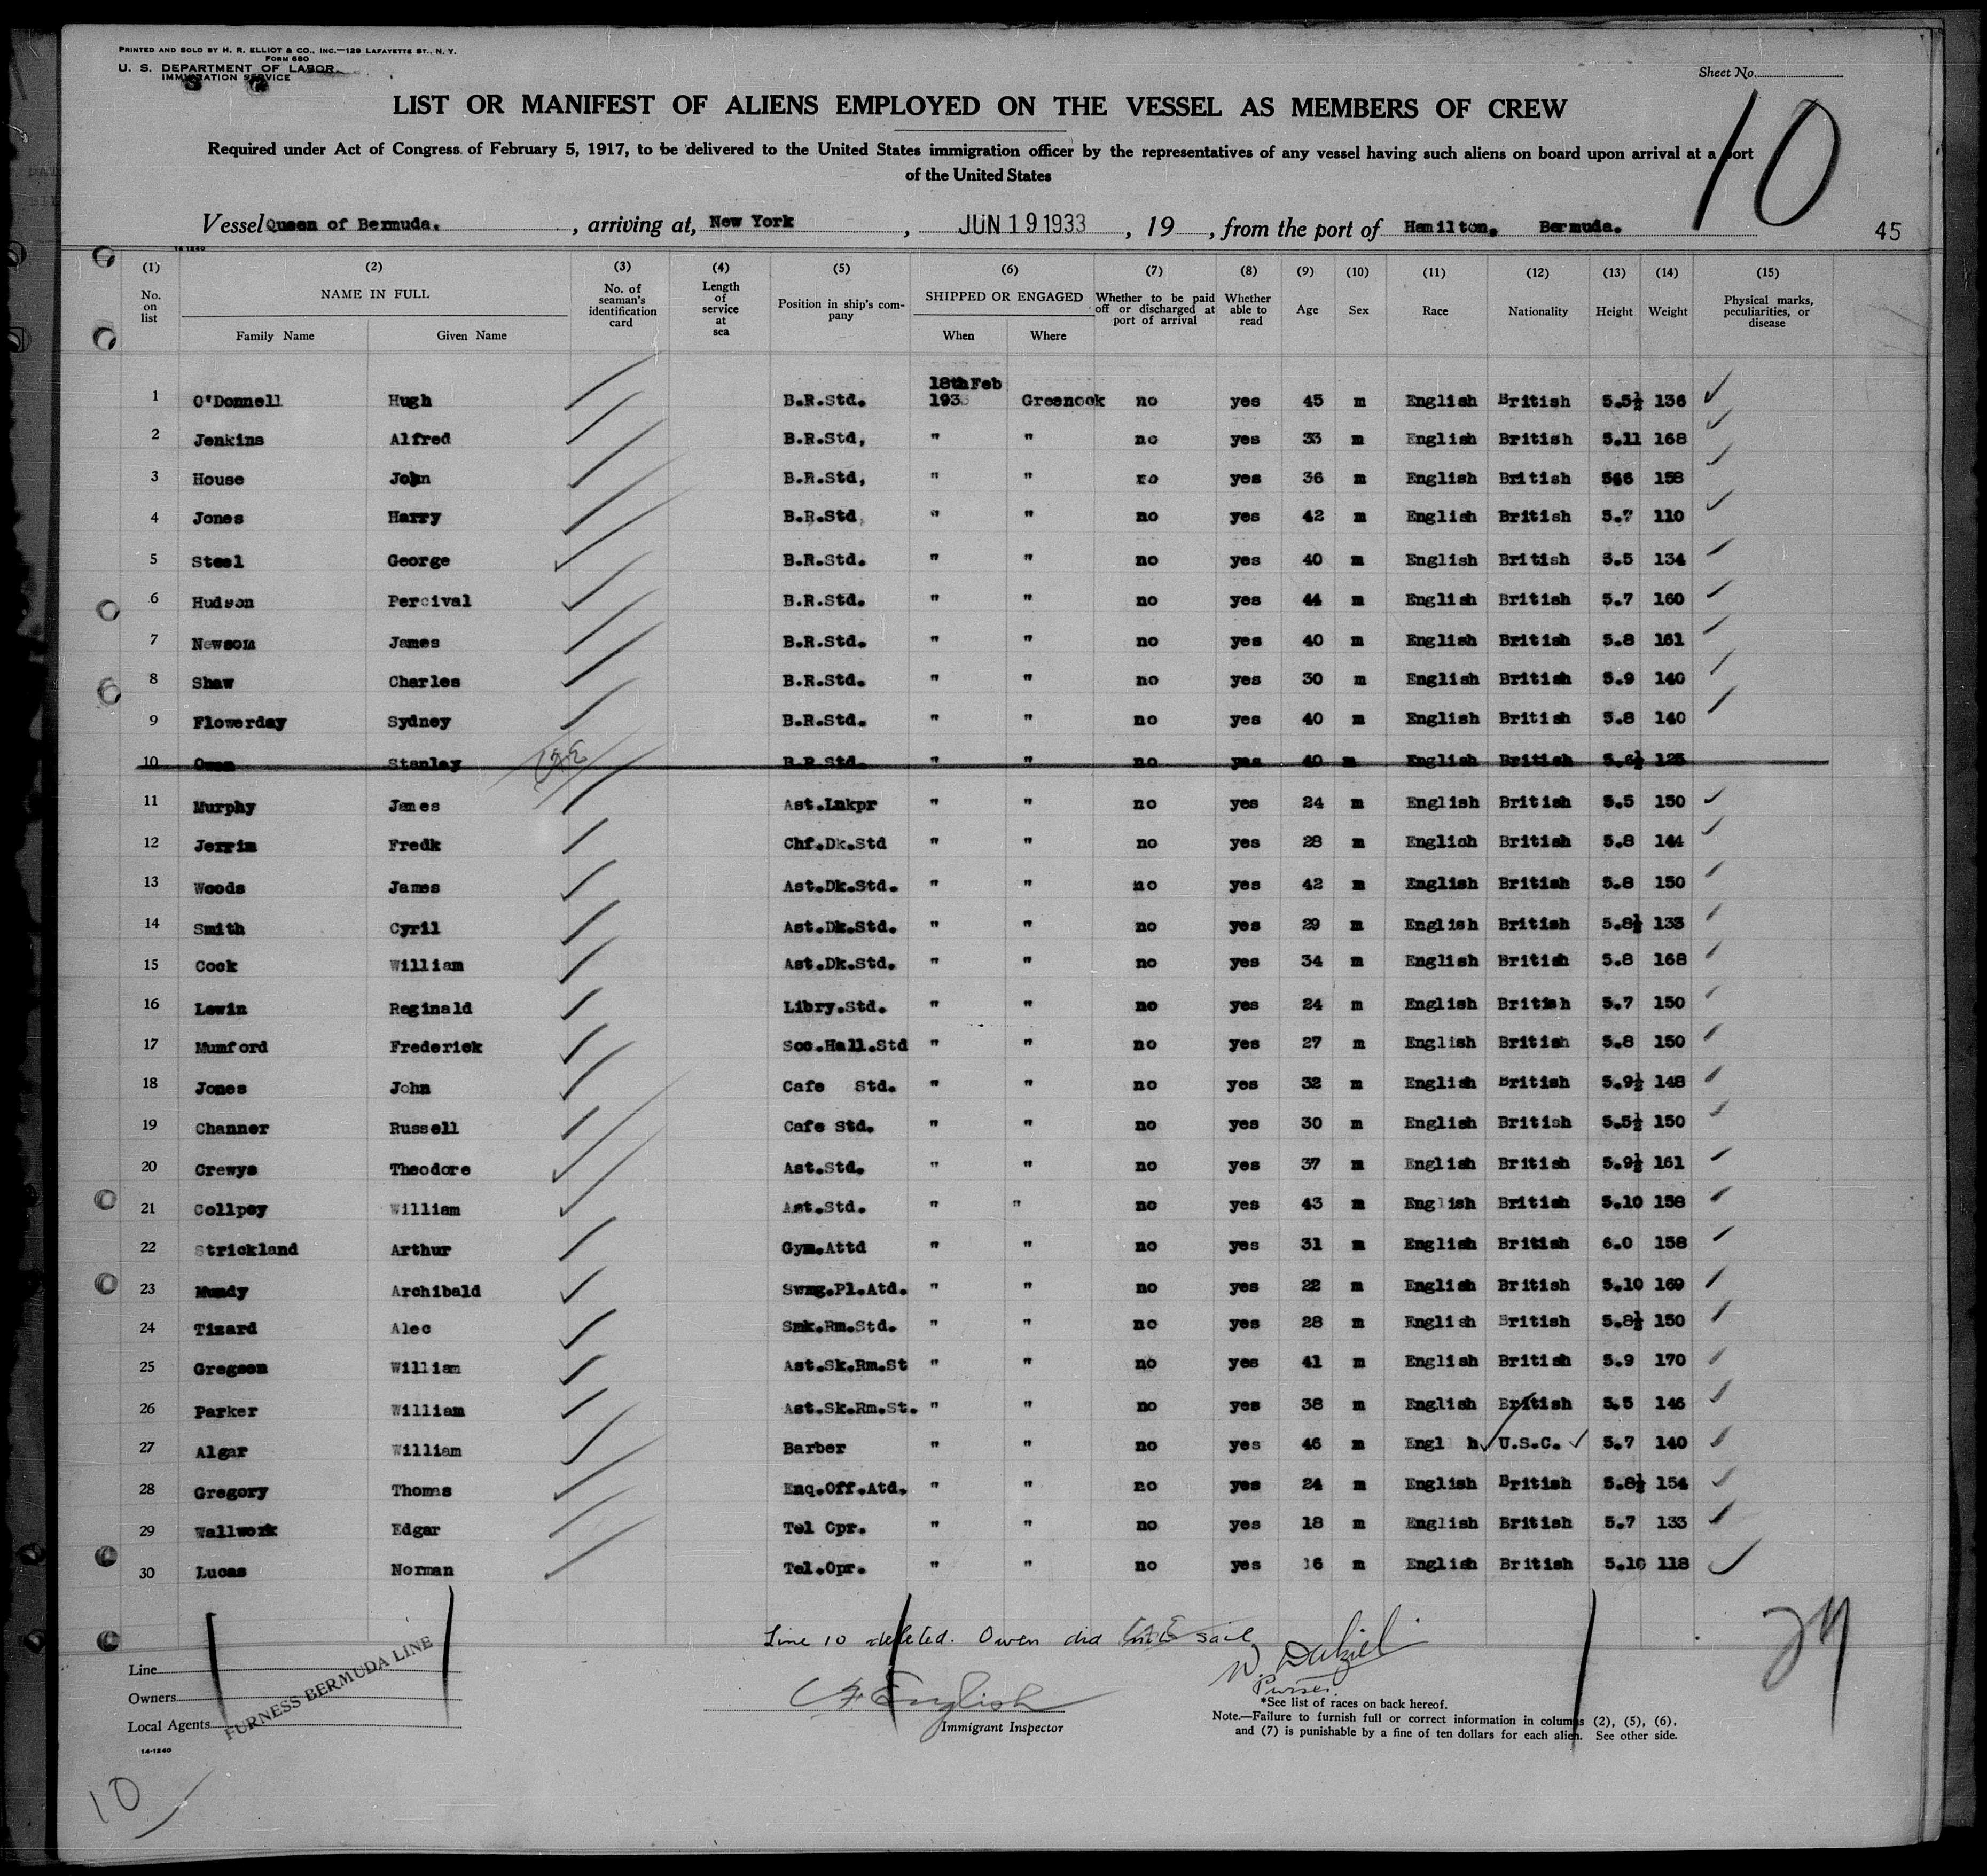 PRINTED AND SOLD BY H. R. ELLIOT & CO., INC.—129 LAFAYETTE ST., N. Y.
FORM 680
U. S. DEPARTMENT OF LABOR
IMMIGRATION SERVICE
Sheet No.
10
LIST OR MANIFEST OF ALIENS EMPLOYED ON THE VESSEL AS MEMBERS OF CREW
Required under Act of Congress of February 5, 1917, to be delivered to the United States immigration officer by the representatives of any vessel having such aliens on board upon arrival at a port
of the United States
Vessel Queen of Bermuda. , arriving at, New York , JUN 19 1933 , 19 , from the port of Hamilton, Bermuda.
45
14-1240
(1) (2) (3) (4) (5) (6) (7) (8) (9) (10) (11) (12) (13) (14) (15)
No. on list NAME IN FULL Family Name Given Name No. of seaman's identification card Length of service at sea Position in ship's company SHIPPED OR ENGAGED When Where Whether to be paid off or discharged at port of arrival Whether able to read Age Sex Race Nationality Height Weight Physical marks, peculiarities, or disease
18th Feb
1 O'Donnell Hugh B.R.Std. 1933 Greenock no yes 45 m English British 5.5½ 136
2 Jenkins Alfred B.R.Std, " " no yes 33 m English British 5.11 168
3 House John B.R.Std, " " no yes 36 m English British 566 158
4 Jones Harry B.R.Std, " " no yes 42 m English British 5.7 110
5 Steel George B.R.Std. " " no yes 40 m English British 5.5 134
6 Hudson Percival B.R.Std. " " no yes 44 m English British 5.7 160
7 Newsom James B.R.Std. " " no yes 40 m English British 5.8 161
8 Shaw Charles B.R.Std. " " no yes 30 m English British 5.9 140
9 Flowerday Sydney B.R.Std. " " no yes 40 m English British 5.8 140
10 Owen Stanley B.R.Std. " " no yes 40 m English British 5.6½ 125
11 Murphy James Ast.Lnkpr " " no yes 24 m English British 5.5 150
12 Jerrim Fredk Chf.Dk.Std " " no yes 28 m English British 5.8 144
13 Woods James Ast.Dk.Std. " " no yes 42 m English British 5.8 150
14 Smith Cyril Ast.Dk.Std. " " no yes 29 m English British 5.8½ 133
15 Cook William Ast.Dk.Std. " " no yes 34 m English British 5.8 168
16 Lewin Reginald Libry.Std. " " no yes 24 m English British 5.7 150
17 Mumford Frederick Soc.Hall.Std " " no yes 27 m English British 5.8 150
18 Jones John Cafe Std. " " no yes 32 m English British 5.9½ 148
19 Channer Russell Cafe Std. " " no yes 30 m English British 5.5½ 150
20 Crewys Theodore Ast.Std. " " no yes 37 m English British 5.9½ 161
21 Collpoy William Ast.Std. " " no yes 43 m English British 5.10 158
22 Strickland Arthur Gym.Attd " " no yes 31 m English British 6.0 158
23 Mundy Archibald Swmg.Pl.Atd. " " no yes 22 m English British 5.10 169
24 Tizard Alec Smk.Rm.Std. " " no yes 28 m English British 5.8½ 150
25 Gregson William Ast.Sk.Rm.St " " no yes 41 m English British 5.9 170
26 Parker William Ast.Sk.Rm.St. " " no yes 38 m English British 5.5 146
27 Algar William Barber " " no yes 46 m Engl h U.S.C. 5.7 140
28 Gregory Thomas Enq.Off.Atd. " " no yes 24 m English British 5.8½ 154
29 Wallwork Edgar Tel Opr. " " no yes 18 m English British 5.7 133
30 Lucas Norman Tel.Opr. " " no yes 16 m English British 5.10 118
Line 10 deleted. Owen did sail
W. Dalziel
Purser.
29
Line
Owners
Local Agents
FURNESS BERMUDA LINE
English
Immigrant Inspector
*See list of races on back hereof.
Note.—Failure to furnish full or correct information in columns (2), (5), (6),
and (7) is punishable by a fine of ten dollars for each alien. See other side.
14-1240
10